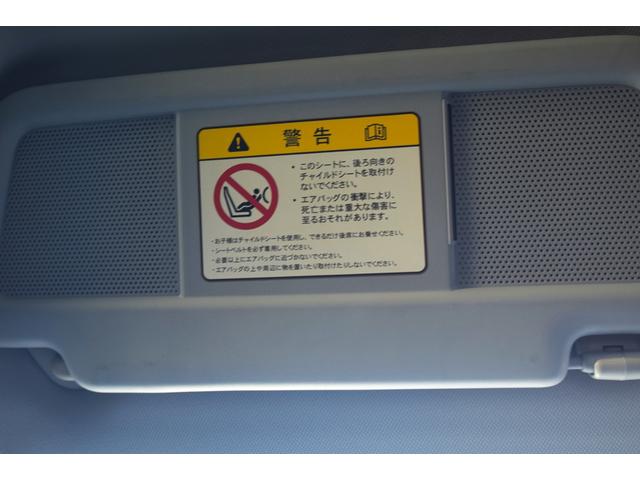 警告
• このシートに、後ろ向きの
チャイルドシートを取付け
ないでください。
• エアバッグの衝撃により、
死亡または重大な傷害に
至るおそれがあります。
・お子様はチャイルドシートを使用し、できるだけ後席にお乗せください。
・シートベルトを必ず着用してください。
・必要以上にエアバッグに近づかないでください。
・エアバッグの上や周辺に物を置いたり取付けたりしないでください。